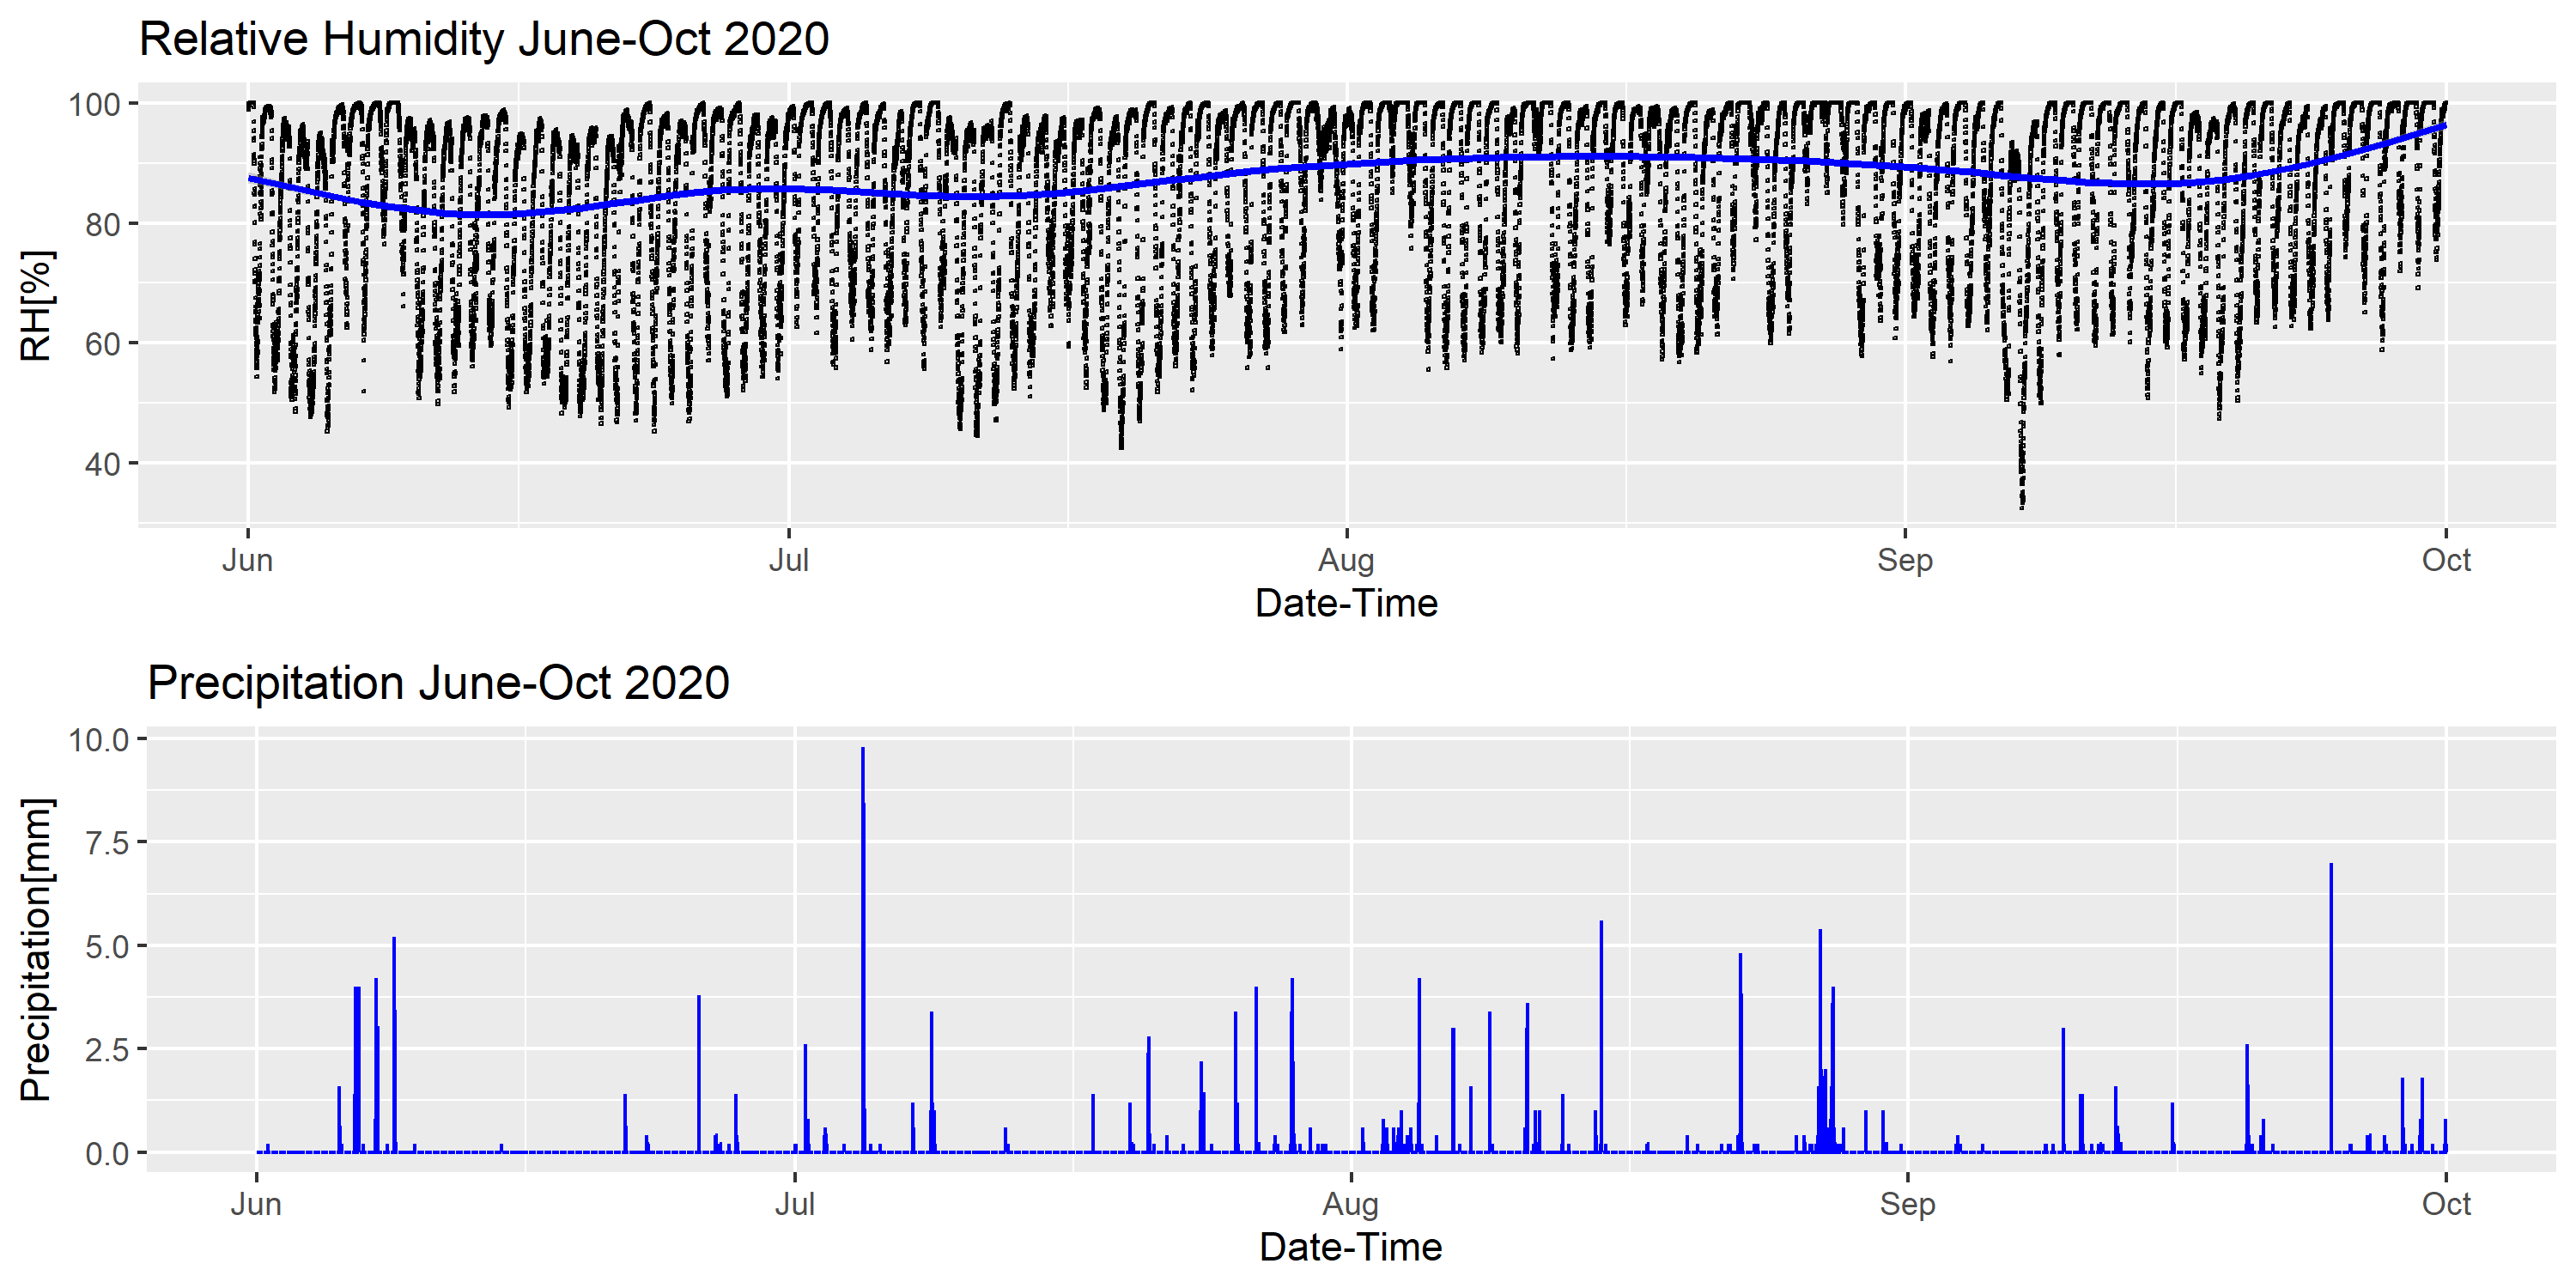 Relative Humidity June-Oct 2020
100
80
60
40
RH[%]
Jun Jul Aug Sep Oct
Date-Time
Precipitation June-Oct 2020
10.0
7.5
5.0
2.5
0.0
Precipitation[mm]
Jun Jul Aug Sep Oct
Date-Time